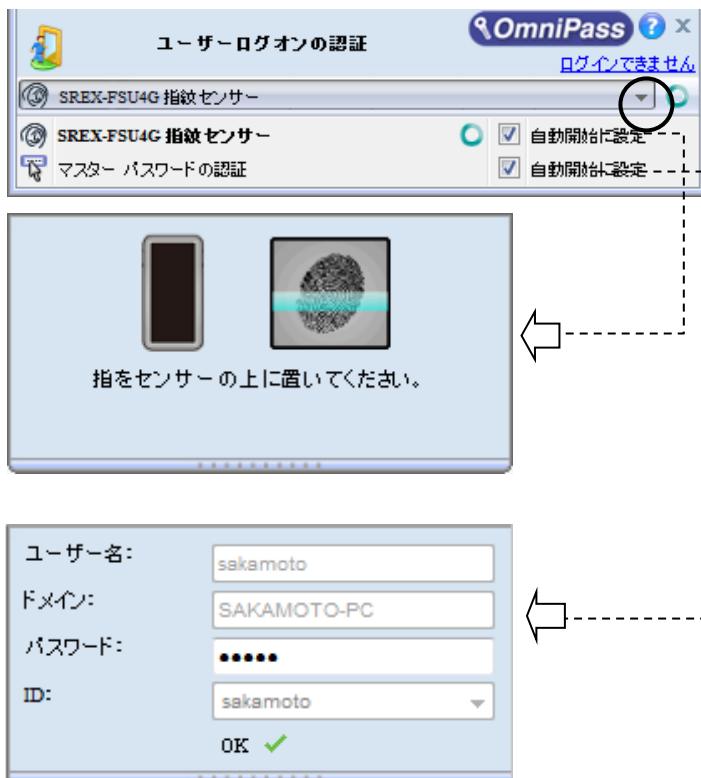 ユーザーログオンの認証
OmniPass ?
ログインできません
SREX-FSU4G 指紋センサー
SREX-FSU4G 指紋センサー 自動開始に設定
マスター パスワードの認証 自動開始に設定
指をセンサーの上に置いてください。
ユーザー名: sakamoto
ドメイン: SAKAMOTO-PC
パスワード: •••••
ID: sakamoto
OK